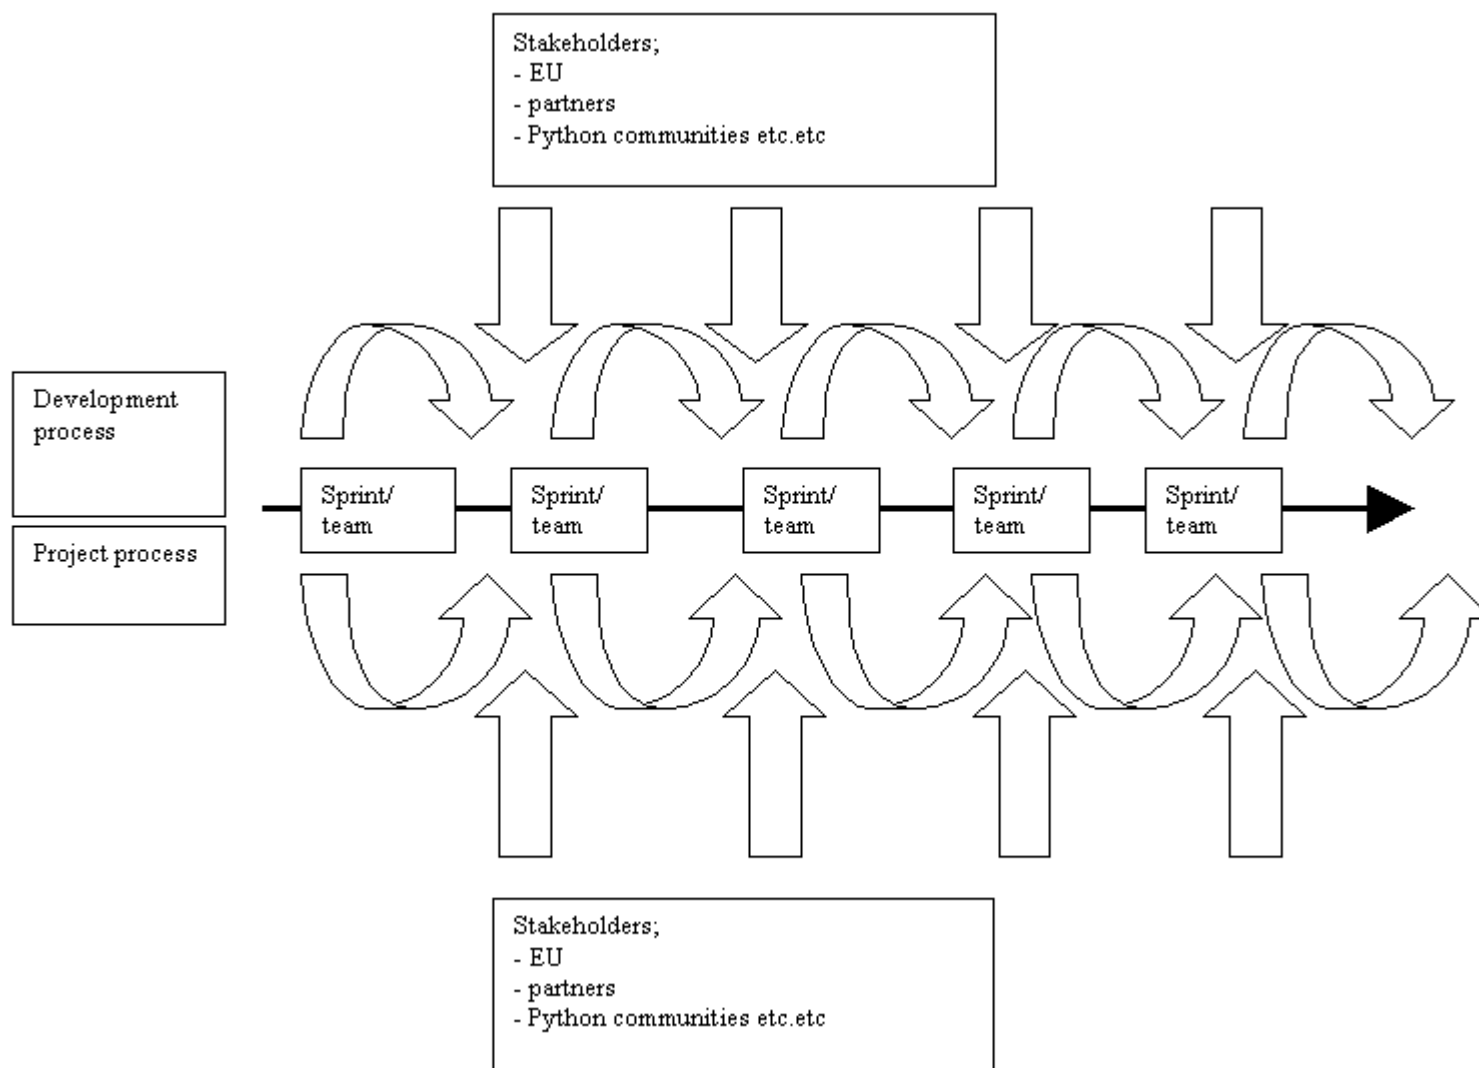 Stakeholders;
- EU
- partners
- Python communities etc.etc
Development
process
Project process
Sprint/
team
Sprint/
team
Sprint/
team
Sprint/
team
Sprint/
team
Stakeholders;
- EU
- partners
- Python communities etc.etc